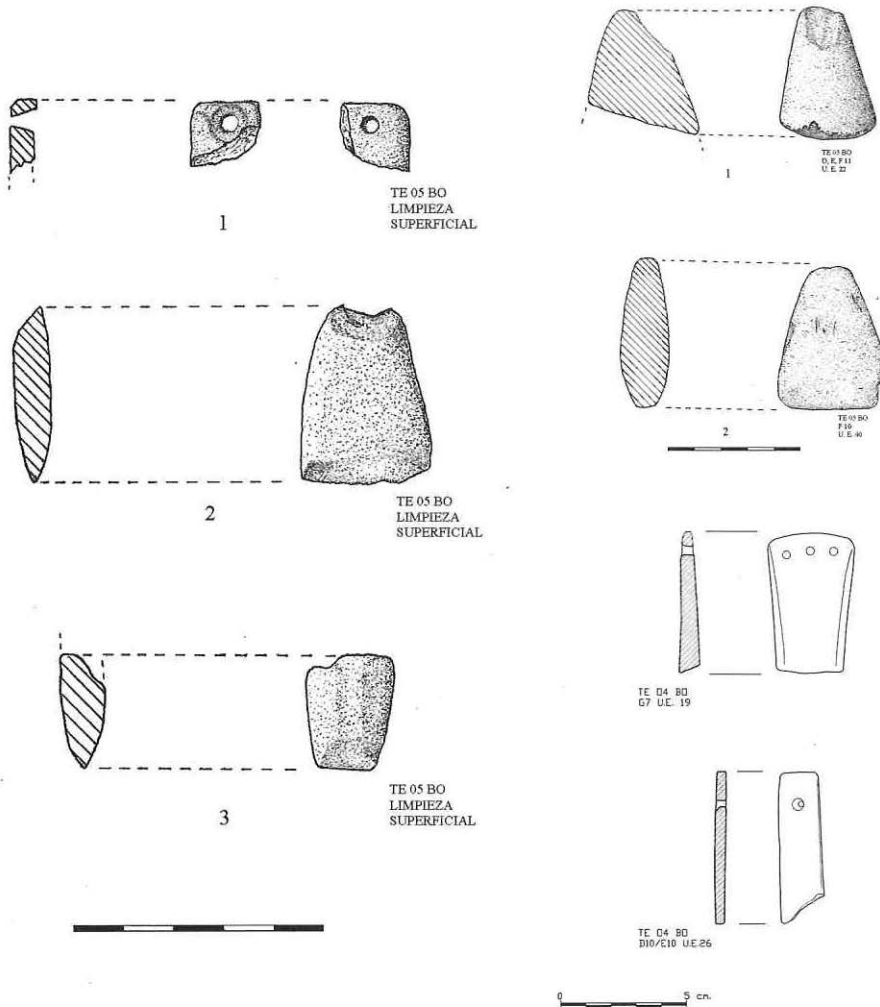 TE 05 BO
LIMPIEZA
SUPERFICIAL
1
TE 05 BO
LIMPIEZA
SUPERFICIAL
2
TE 05 BO
LIMPIEZA
SUPERFICIAL
3
TE 05 BO
D, E, F 11
U. E. 22
1
TE 05 BO
F 10
U. E. 40
2
TE 04 BO
G7 U.E. 19
TE 04 BO
D10/E10 U.E.26
0 5 cm.